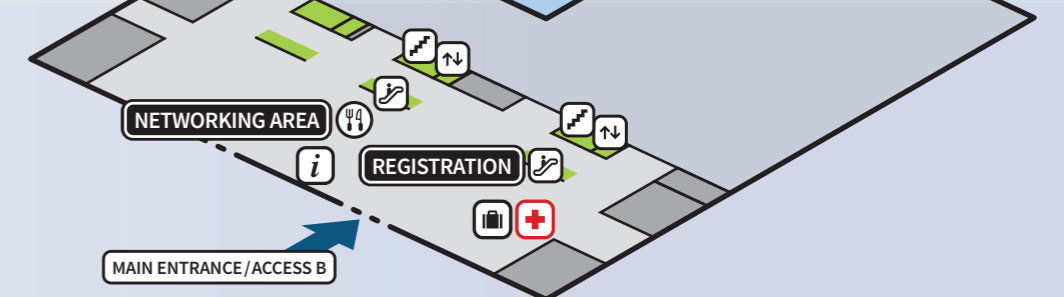 NETWORKING AREA
i
REGISTRATION
MAIN ENTRANCE/ACCESS B